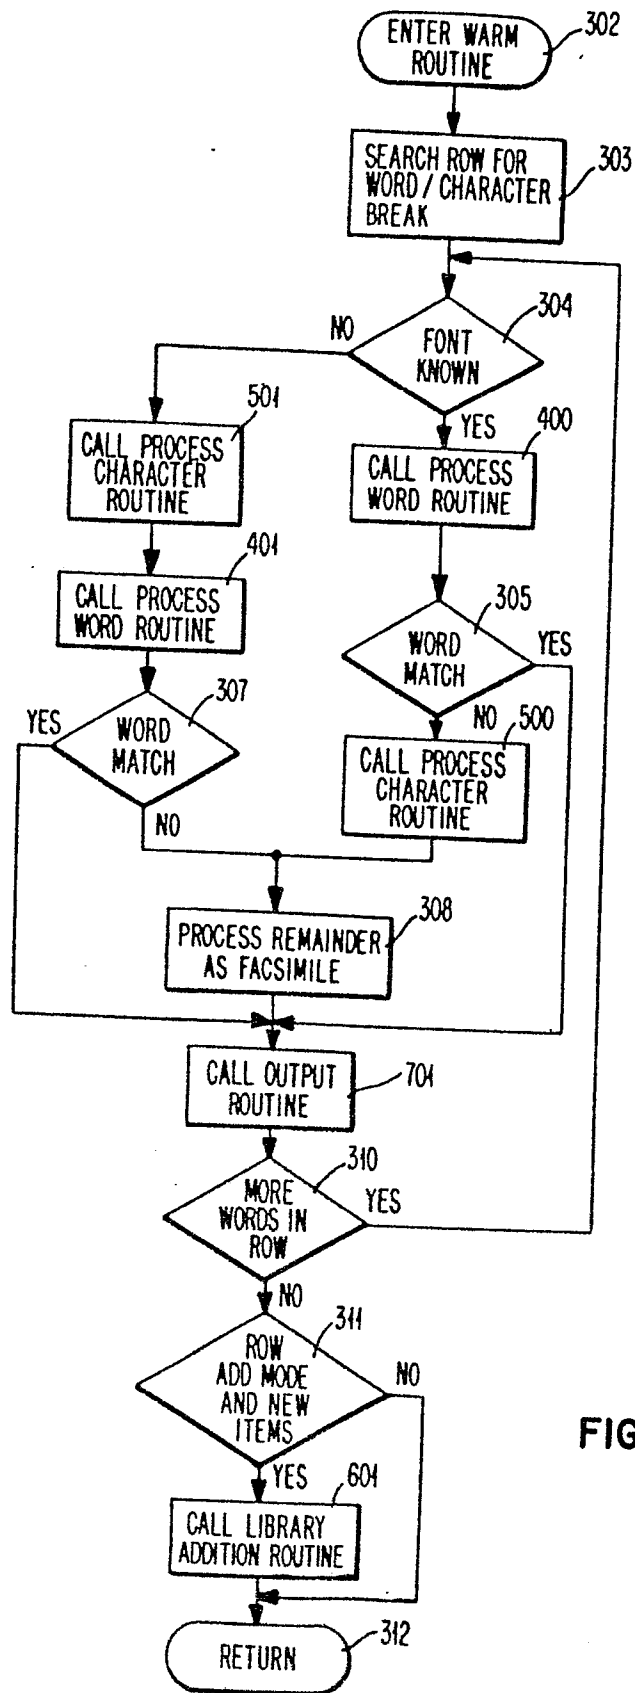 ENTER WARM
ROUTINE
302
SEARCH ROW FOR
WORD / CHARACTER
BREAK
303
FONT
KNOWN
304
NO
YES
501
CALL PROCESS
CHARACTER
ROUTINE
400
CALL PROCESS
WORD ROUTINE
401
CALL PROCESS
WORD ROUTINE
305
WORD
MATCH
YES
NO
307
YES
WORD
MATCH
NO
500
CALL PROCESS
CHARACTER
ROUTINE
308
PROCESS REMAINDER
AS FACSIMILE
CALL OUTPUT
ROUTINE
701
310
MORE
WORDS IN
ROW
YES
NO
311
ROW
ADD MODE
AND NEW
ITEMS
NO
YES
601
CALL LIBRARY
ADDITION ROUTINE
RETURN
312
FIG